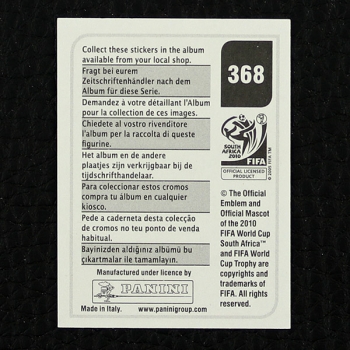 Collect these stickers in the album
available from your local shop.
Fragt bei eurem
Zeitschriftenhändler nach dem
Album für diese Serie.
Demandez à votre détaillant l'Album
pour la collection de ces images.
Chiedete al vostro rivenditore
l'album per la raccolta di queste
figurine.
Het album en de andere
plaatjes zijn verkrijgbaar bij de
tijdschrifthandelaar.
Para coleccionar estos cromos
compra tu álbum en cualquier
kiosco.
Pede a caderneta desta colecção
de cromos no teu ponto de venda
habitual.
Bayinizden aldığınız albümü bu
çıkartmalar ile tamamlayın.
Manufactured under licence by
PANINI
Made in Italy. www.paninigroup.com
368
SOUTH AFRICA
2010
FIFA
© 2005 FIFA TM
OFFICIAL LICENSED
PRODUCT
© The Official
Emblem and
Official Mascot
of the 2010
FIFA World Cup
South Africa™
and FIFA World
Cup Trophy are
copyrights and
trademarks of
FIFA. All rights
reserved.